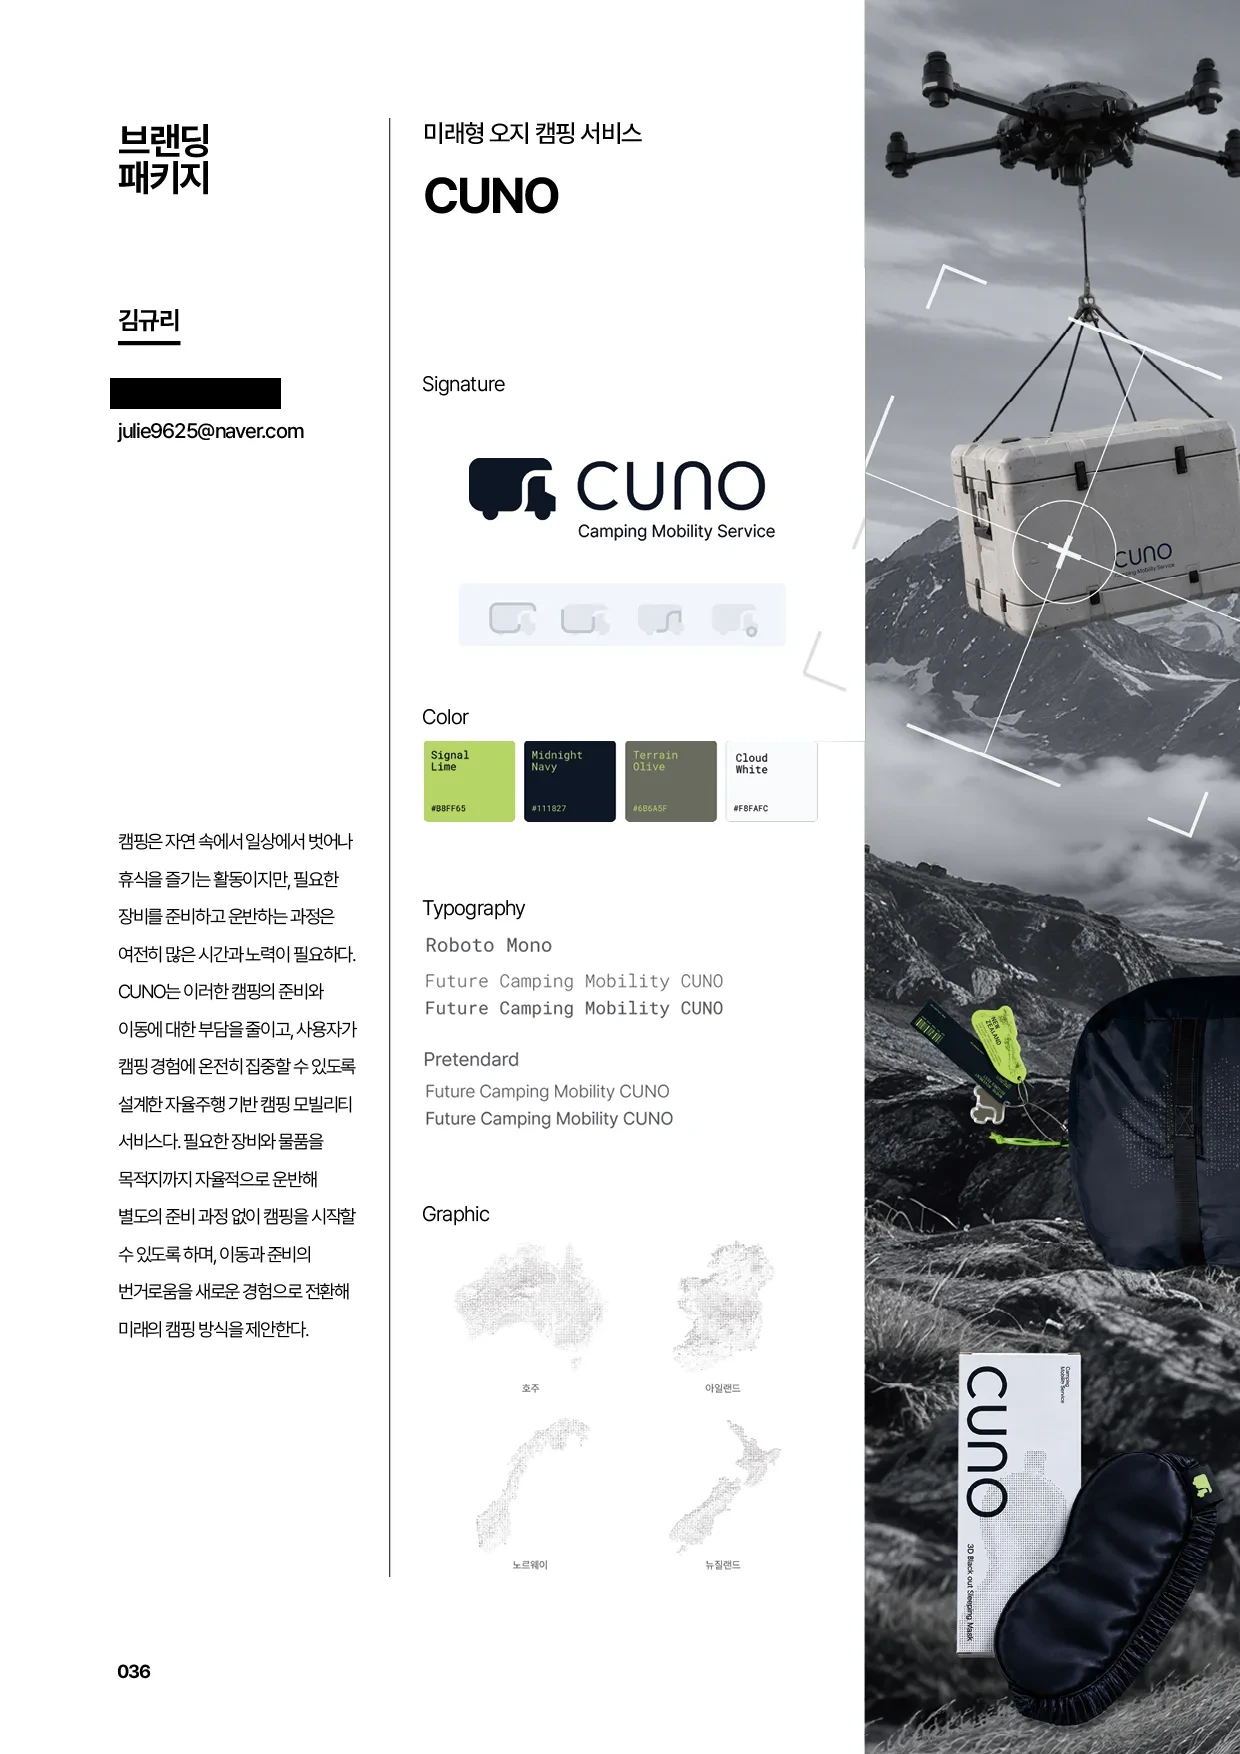 브랜딩
패키지
김규리
julie9625@naver.com
캠핑은 자연 속에서 일상에서 벗어나
휴식을 즐기는 활동이지만, 필요한
장비를 준비하고 운반하는 과정은
여전히 많은 시간과 노력이 필요하다.
CUNO는 이러한 캠핑의 준비와
이동에 대한 부담을 줄이고, 사용자가
캠핑 경험에 온전히 집중할 수 있도록
설계한 자율주행 기반 캠핑 모빌리티
서비스다. 필요한 장비와 물품을
목적지까지 자율적으로 운반해
별도의 준비 과정 없이 캠핑을 시작할
수 있도록 하며, 이동과 준비의
번거로움을 새로운 경험으로 전환해
미래의 캠핑 방식을 제안한다.
036
미래형 오지 캠핑 서비스
CUNO
Signature
CUNO
Camping Mobility Service
Color
Signal
Lime
#B8FF65
Midnight
Navy
#111827
Terrain
Olive
#6B6A5F
Cloud
White
#F8FAFC
Typography
Roboto Mono
Future Camping Mobility CUNO
Future Camping Mobility CUNO
Pretendard
Future Camping Mobility CUNO
Future Camping Mobility CUNO
Graphic
호주
아일랜드
노르웨이
뉴질랜드
CUNO
Camping Mobility Service
NEW
ZEALAND
CUNO
Camping
Mobility Service
3D Black out Sleeping Mask